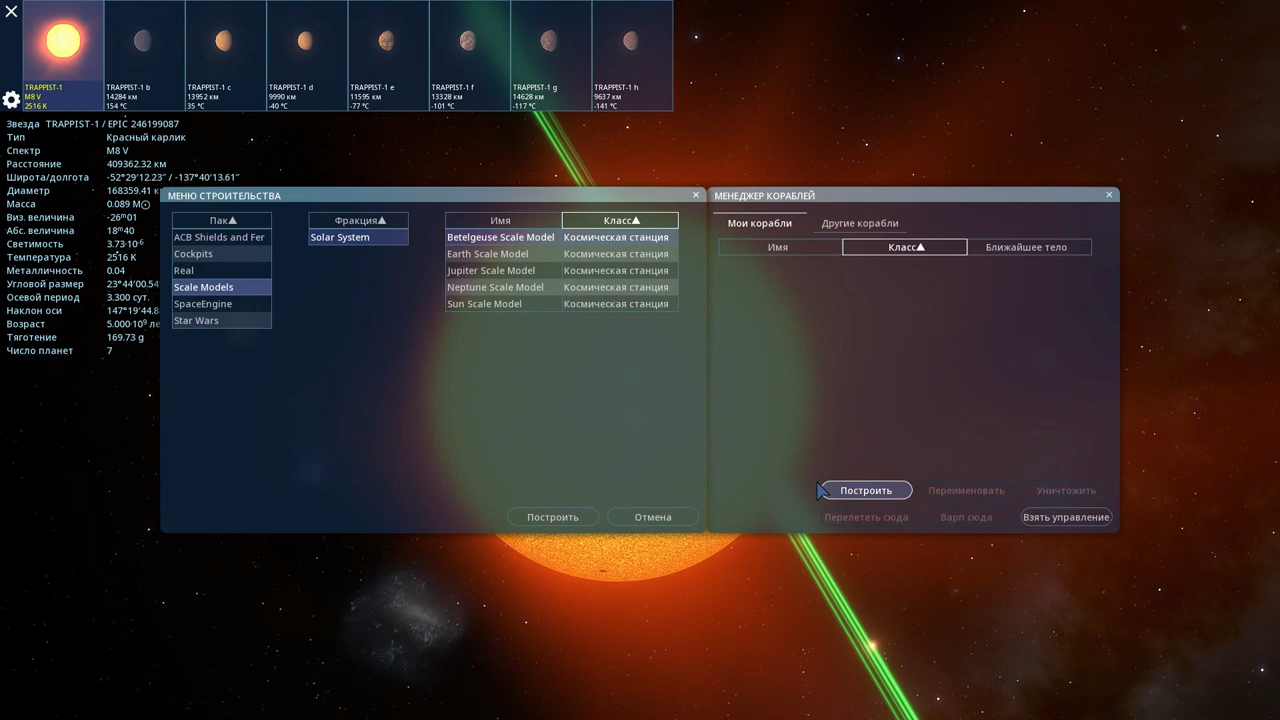 TRAPPIST-1
M8 V
2516 K
TRAPPIST-1 b
14284 км
154 °C
TRAPPIST-1 c
13952 км
35 °C
TRAPPIST-1 d
9990 км
-40 °C
TRAPPIST-1 e
11595 км
-77 °C
TRAPPIST-1 f
13328 км
-101 °C
TRAPPIST-1 g
14628 км
-117 °C
TRAPPIST-1 h
9637 км
-141 °C
Звезда TRAPPIST-1 / EPIC 246199087
Тип Красный карлик
Спектр M8 V
Расстояние 409362.32 км
Широта/долгота -52°29′12.23″ / -137°40′13.61″
Диаметр 168359.41
Масса 0.089 M☉
Виз. величина -26ᵐ01
Абс. величина 18ᵐ40
Светимость 3.73·10⁻⁶
Температура 2516 K
Металличность 0.04
Угловой размер 23°44′00.54
Осевой период 3.300 сут.
Наклон оси 147°19′44.8
Возраст 5.000·10⁹ ле
Тяготение 169.73 g
Число планет 7
МЕНЮ СТРОИТЕЛЬСТВА
Пак▲
ACB Shields and Fer
Cockpits
Real
Scale Models
SpaceEngine
Star Wars
Фракция▲
Solar System
Имя Класс▲
Betelgeuse Scale Model Космическая станция
Earth Scale Model Космическая станция
Jupiter Scale Model Космическая станция
Neptune Scale Model Космическая станция
Sun Scale Model Космическая станция
Построить Отмена
МЕНЕДЖЕР КОРАБЛЕЙ
Мои корабли Другие корабли
Имя Класс▲ Ближайшее тело
Построить Переименовать Уничтожить
Перелететь сюда Варп сюда Взять управление